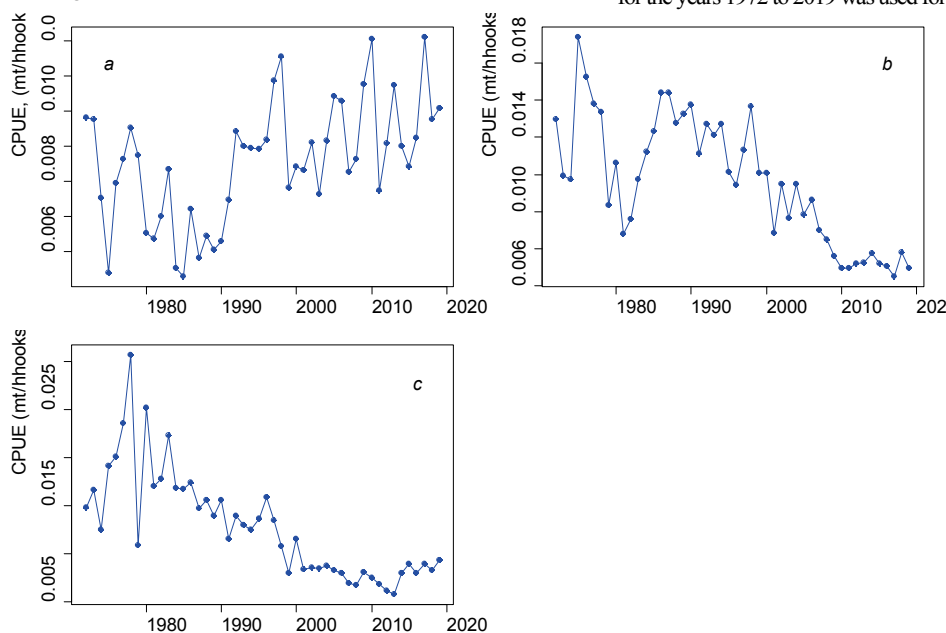 for the years 1972 to 2019 was used for
CPUE, (mt/hhooks
0.0
0.010
0.008
0.006
a
1980 1990 2000 2010 2020
CPUE (mt/hhooks
0.018
0.014
0.010
0.006
b
1980 1990 2000 2010 202
CPUE (mt/hhooks
0.025
0.015
0.005
c
1980 1990 2000 2010 2020